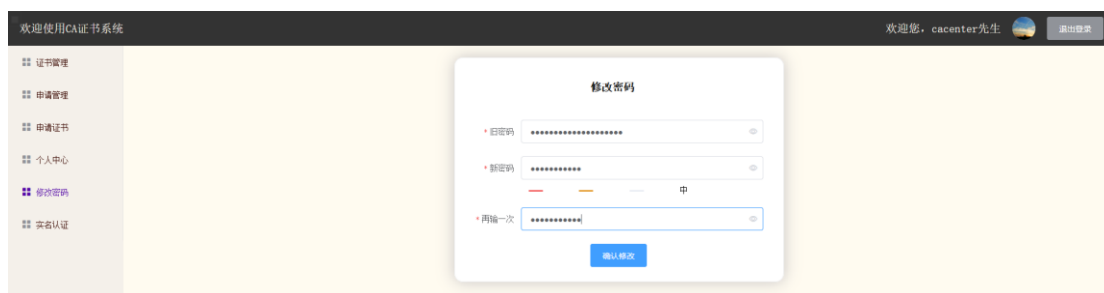 欢迎使用CA证书系统
欢迎您，cacenter先生
退出登录
证书管理
申请管理
申请证书
个人中心
修改密码
实名认证
修改密码
* 旧密码 ••••••••••••••••••••
* 新密码 •••••••••••
中
* 再输一次 •••••••••••
确认修改